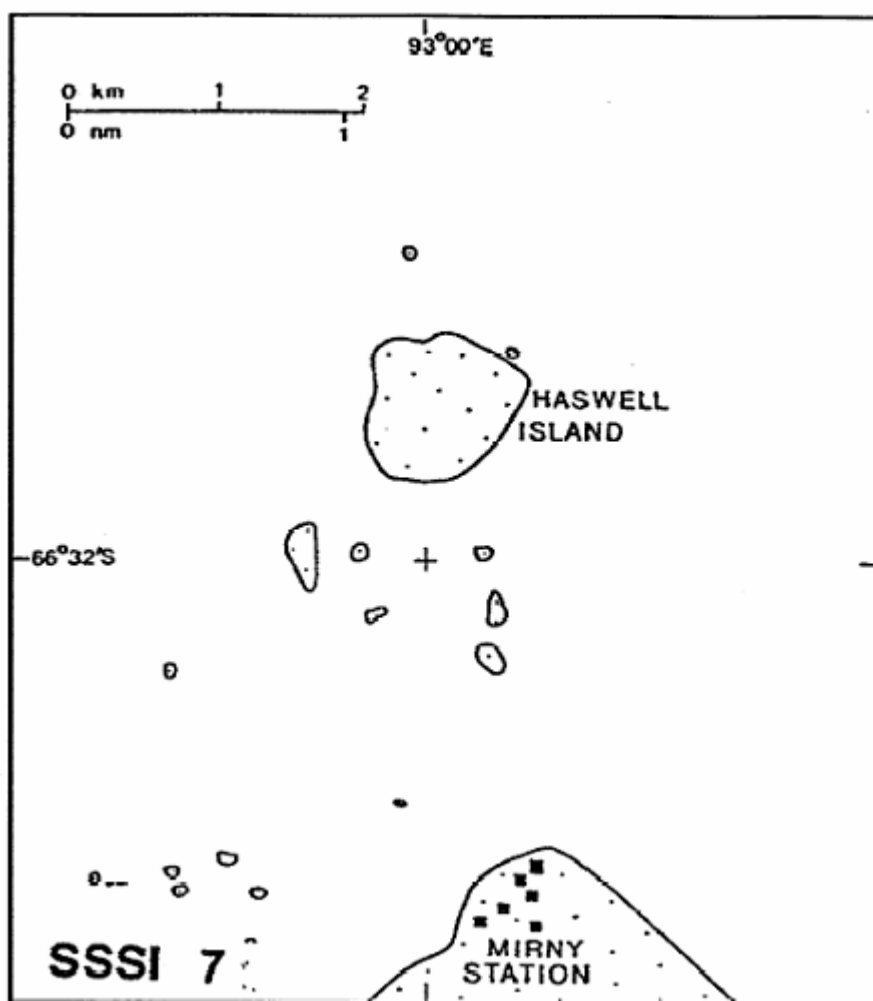 93°00'E
0 km 1 2
0 nm 1
HASWELL
ISLAND
66°32'S
MIRNY
STATION
SSSI 7